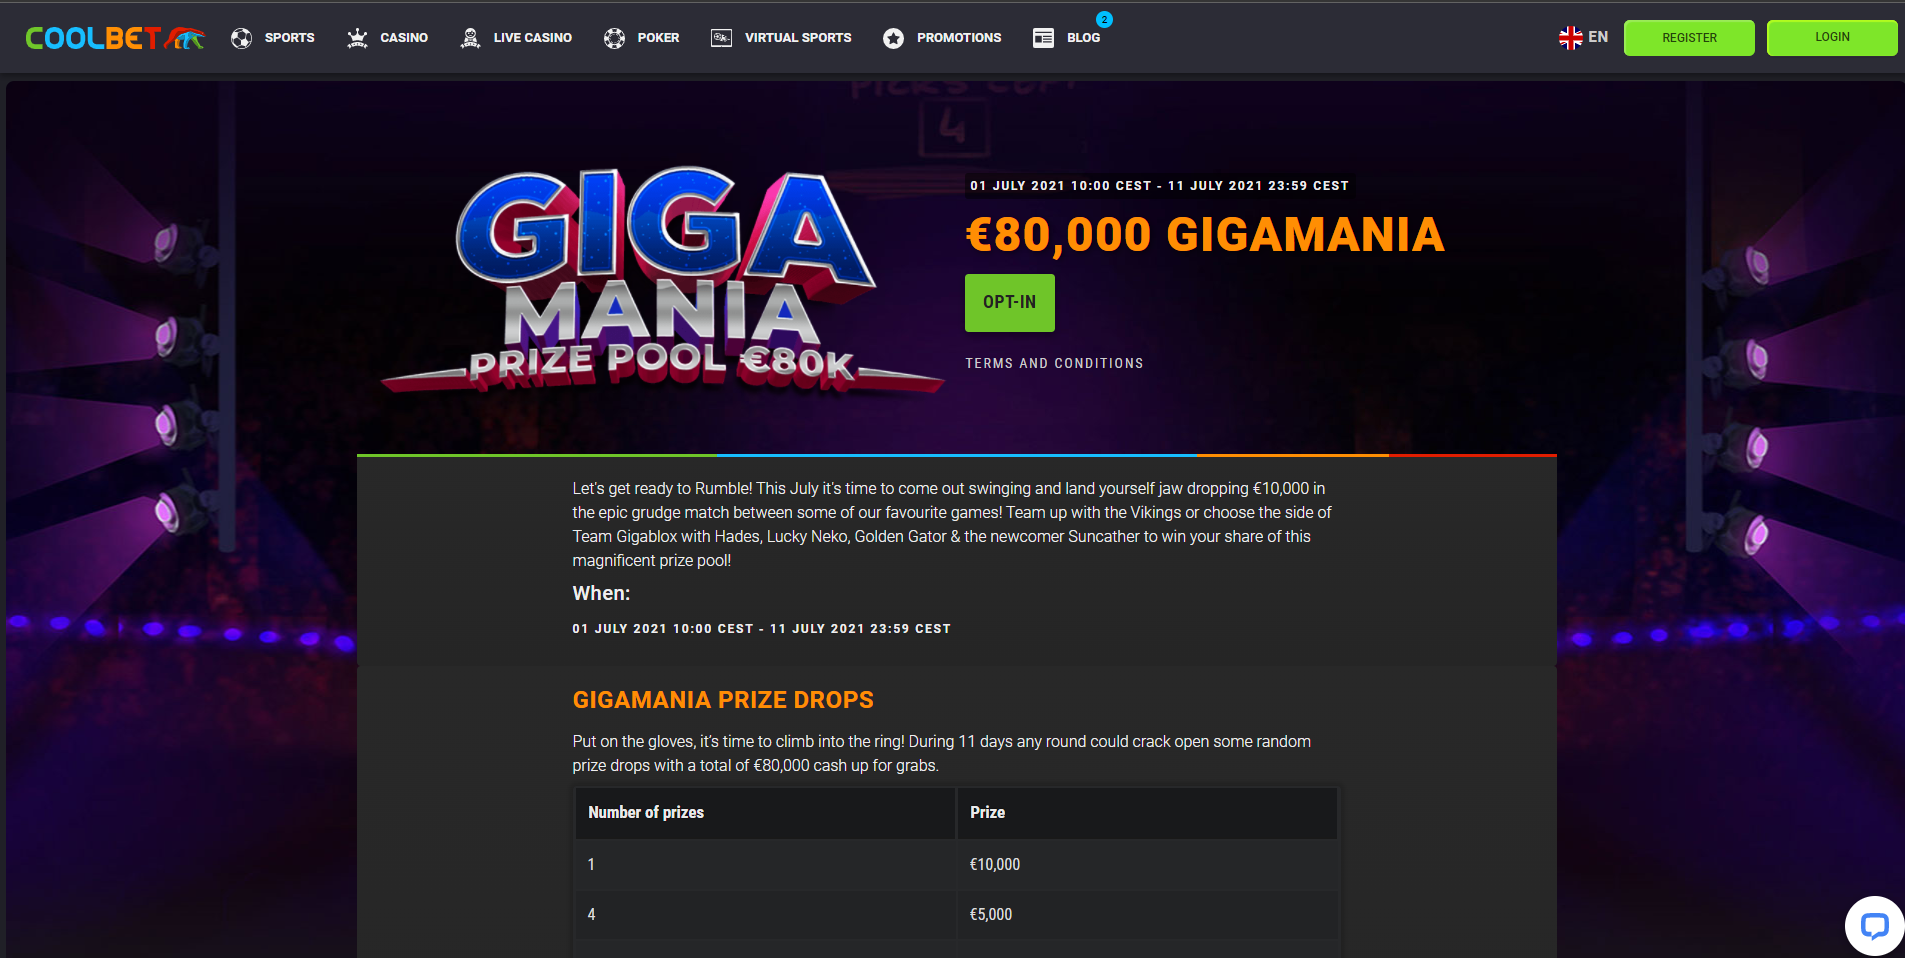 COOLBET
SPORTS
CASINO
LIVE CASINO
POKER
VIRTUAL SPORTS
PROMOTIONS
BLOG
2
EN
REGISTER
LOGIN
4
GIGA
MANIA
PRIZE POOL €80K
01 JULY 2021 10:00 CEST - 11 JULY 2021 23:59 CEST
€80,000 GIGAMANIA
OPT-IN
TERMS AND CONDITIONS
Let's get ready to Rumble! This July it's time to come out swinging and land yourself jaw dropping €10,000 in
the epic grudge match between some of our favourite games! Team up with the Vikings or choose the side of
Team Gigablox with Hades, Lucky Neko, Golden Gator & the newcomer Suncather to win your share of this
magnificent prize pool!
When:
01 JULY 2021 10:00 CEST - 11 JULY 2021 23:59 CEST
GIGAMANIA PRIZE DROPS
Put on the gloves, it's time to climb into the ring! During 11 days any round could crack open some random
prize drops with a total of €80,000 cash up for grabs.
Number of prizes Prize
1 €10,000
4 €5,000